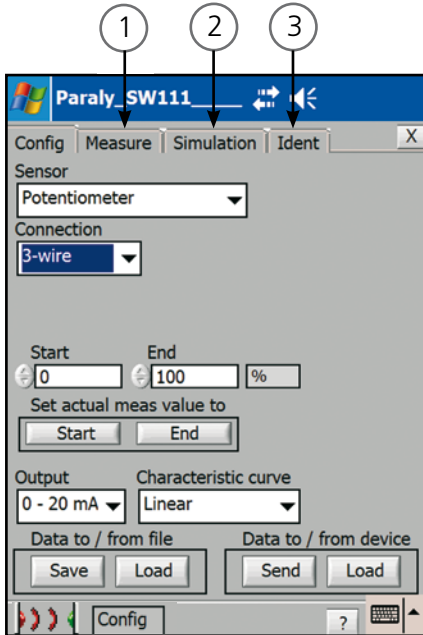 1 2 3
Paraly_SW111_____
Config Measure Simulation Ident X
Sensor
Potentiometer
Connection
3-wire
Start End
0 100 %
Set actual meas value to
Start End
Output Characteristic curve
0 - 20 mA Linear
Data to / from file Data to / from device
Save Load Send Load
Config ?